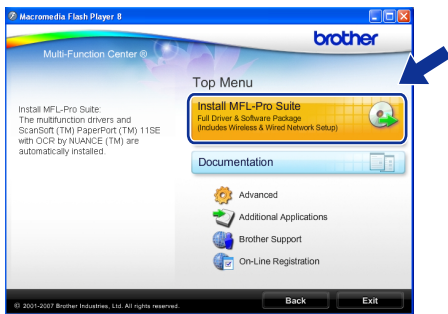 Macromedia Flash Player 8
brother
Multi-Function Center ®
Top Menu
Install MFL-Pro Suite:
The multifunction drivers and
ScanSoft (TM) PaperPort (TM) 11SE
with OCR by NUANCE (TM) are
automatically installed.
Install MFL-Pro Suite
Full Driver & Software Package
(Includes Wireless & Wired Network Setup)
Documentation
Advanced
Additional Applications
Brother Support
On-Line Registration
© 2001-2007 Brother Industries, Ltd. All rights reserved.
Back
Exit